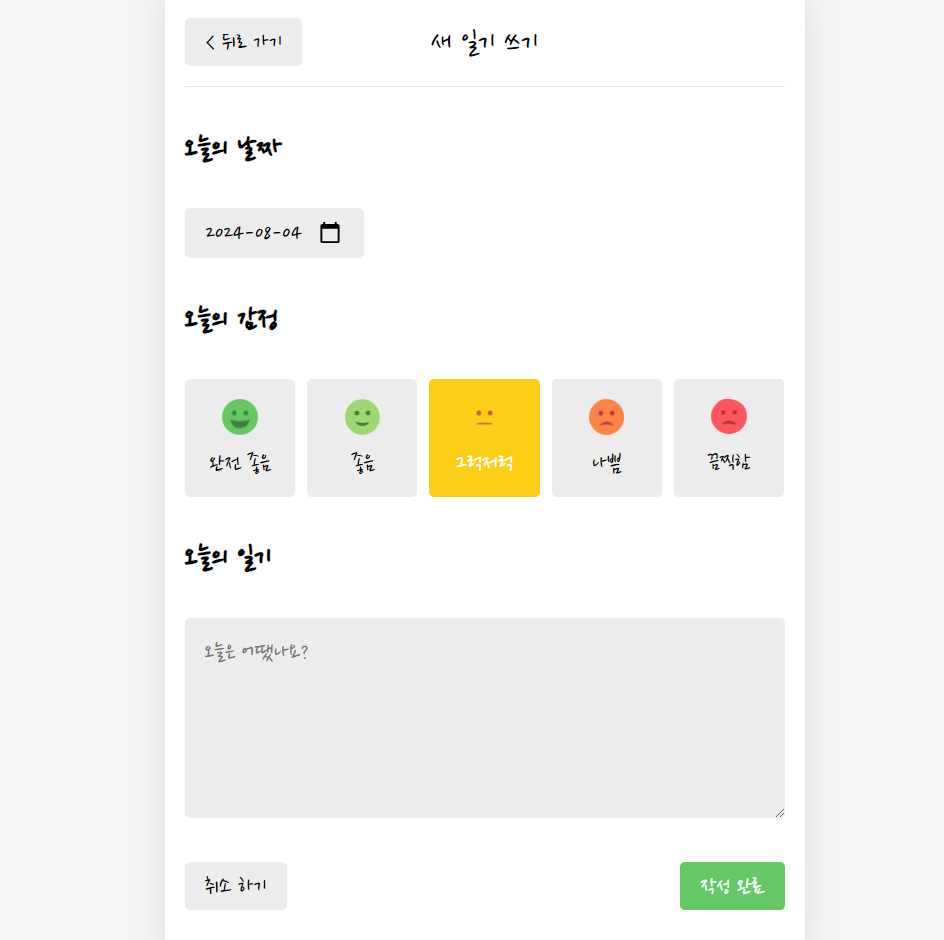 < 뒤로 가기
새 일기 쓰기
오늘의 날짜
2024-08-04
오늘의 감정
완전 좋음
좋음
그럭저럭
나쁨
끔찍함
오늘의 일기
오늘은 어땠나요?
취소 하기
작성 완료